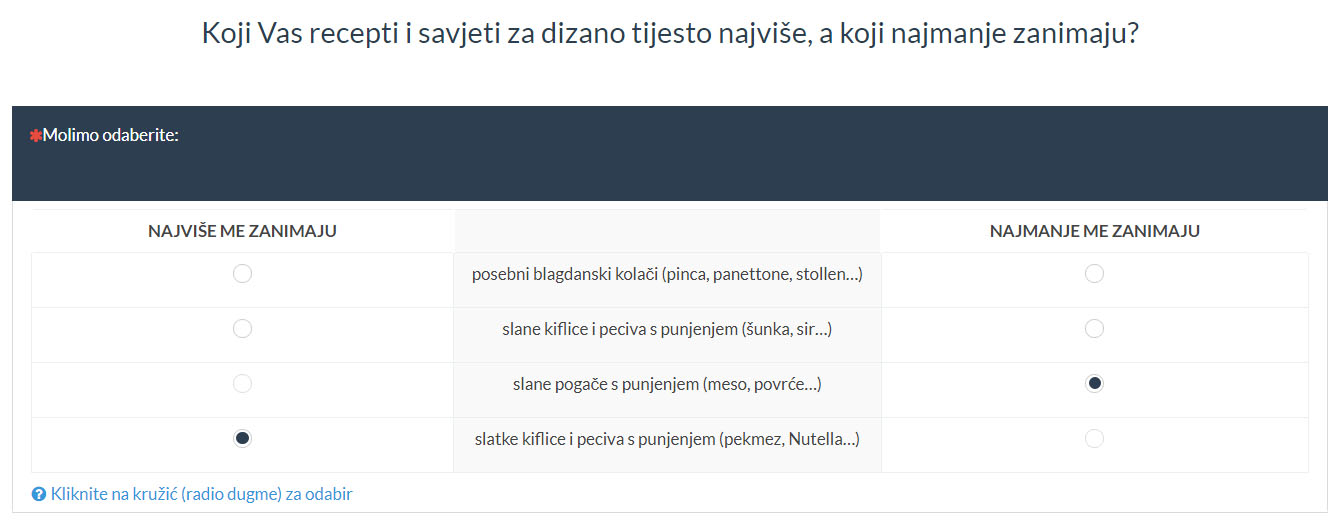 Koji Vas recepti i savjeti za dizano tijesto najviše, a koji najmanje zanimaju?
✱Molimo odaberite:
NAJVIŠE ME ZANIMAJU
NAJMANJE ME ZANIMAJU
posebni blagdanski kolači (pinca, panettone, stollen...)
slane kiflice i peciva s punjenjem (šunka, sir...)
slane pogače s punjenjem (meso, povrće...)
slatke kiflice i peciva s punjenjem (pekmez, Nutella...)
? Kliknite na kružić (radio dugme) za odabir